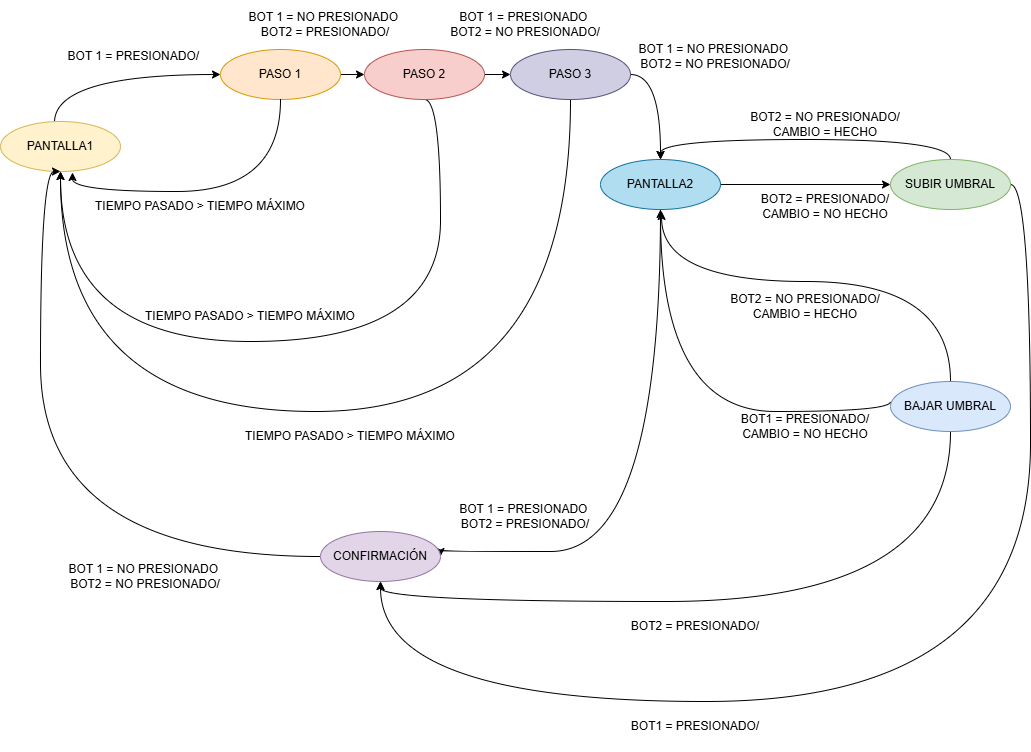 BOT 1 = NO PRESIONADO
BOT2 = PRESIONADO/
BOT 1 = PRESIONADO
BOT2 = NO PRESIONADO/
BOT 1 = NO PRESIONADO
BOT2 = NO PRESIONADO/
BOT 1 = PRESIONADO/
PASO 1
PASO 2
PASO 3
BOT2 = NO PRESIONADO/
CAMBIO = HECHO
PANTALLA1
PANTALLA2
SUBIR UMBRAL
BOT2 = PRESIONADO/
CAMBIO = NO HECHO
TIEMPO PASADO > TIEMPO MÁXIMO
BOT2 = NO PRESIONADO/
CAMBIO = HECHO
TIEMPO PASADO > TIEMPO MÁXIMO
BAJAR UMBRAL
BOT1 = PRESIONADO/
CAMBIO = NO HECHO
TIEMPO PASADO > TIEMPO MÁXIMO
BOT 1 = PRESIONADO
BOT2 = PRESIONADO/
CONFIRMACIÓN
BOT 1 = NO PRESIONADO
BOT2 = NO PRESIONADO/
BOT2 = PRESIONADO/
BOT1 = PRESIONADO/